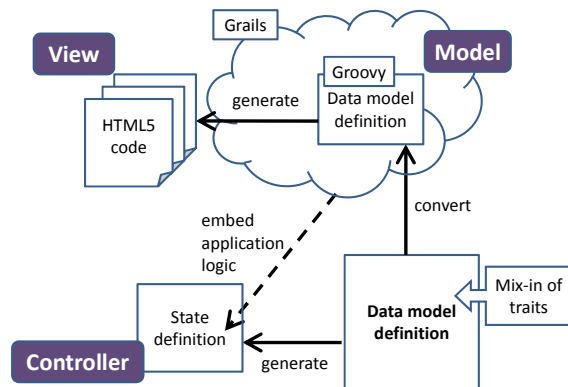 Grails
Model
View
Groovy
Data model
definition
generate
HTML5
code
convert
embed
application
logic
Mix-in of
traits
State
definition
Data model
definition
generate
Controller